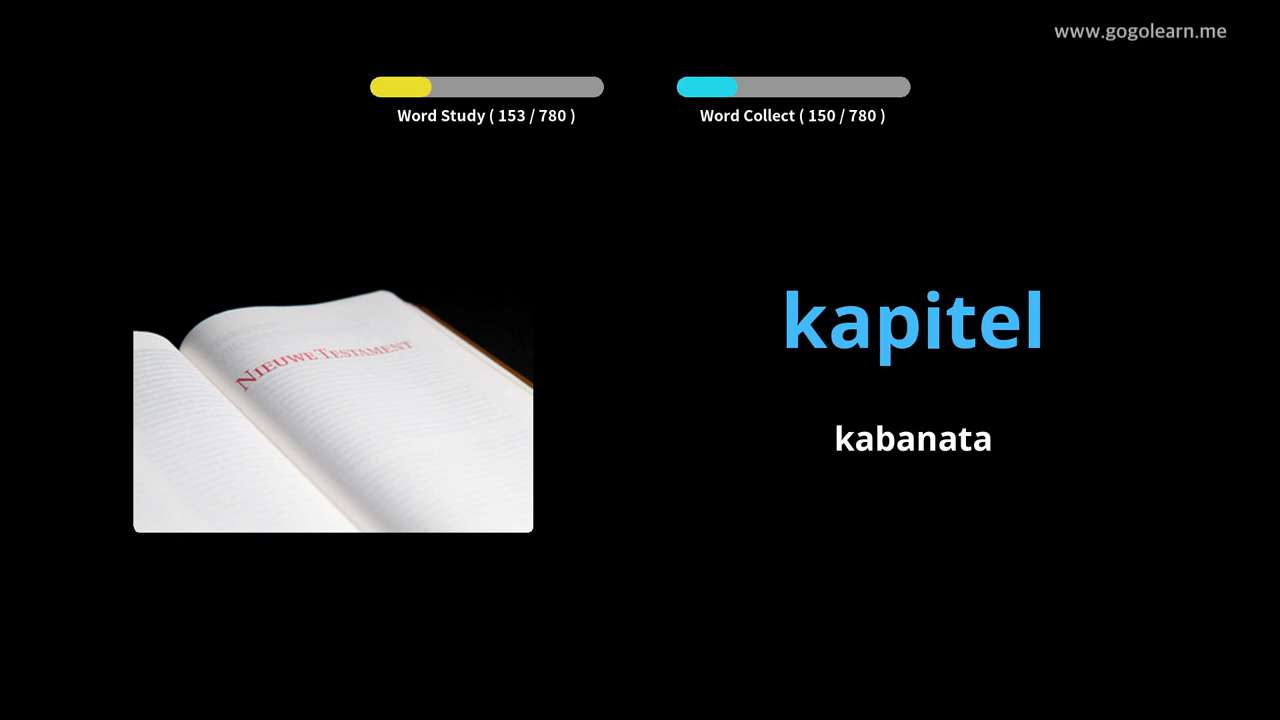 www.gogolearn.me
Word Study ( 153 / 780 )
Word Collect ( 150 / 780 )
NIEUWE TESTAMENT
kapitel
kabanata